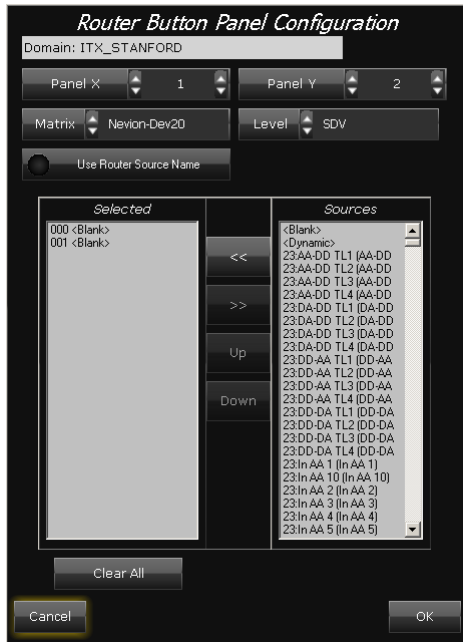 Router Button Panel Configuration
Domain: ITX_STANFORD
Panel X 1 Panel Y 2
Matrix Nevion-Dev20 Level SDV
Use Router Source Name
Selected
000 <Blank>
001 <Blank>
<<
>>
Up
Down
Sources
<Blank>
<Dynamic>
23:AA-DD TL1 (AA-DD
23:AA-DD TL2 (AA-DD
23:AA-DD TL3 (AA-DD
23:AA-DD TL4 (AA-DD
23:DA-DD TL1 (DA-DD
23:DA-DD TL2 (DA-DD
23:DA-DD TL3 (DA-DD
23:DA-DD TL4 (DA-DD
23:DD-AA TL1 (DD-AA
23:DD-AA TL2 (DD-AA
23:DD-AA TL3 (DD-AA
23:DD-AA TL4 (DD-AA
23:DD-DA TL1 (DD-DA
23:DD-DA TL2 (DD-DA
23:DD-DA TL3 (DD-DA
23:DD-DA TL4 (DD-DA
23:In AA 1 (In AA 1)
23:In AA 10 (In AA 10)
23:In AA 2 (In AA 2)
23:In AA 3 (In AA 3)
23:In AA 4 (In AA 4)
23:In AA 5 (In AA 5)
Clear All
Cancel OK